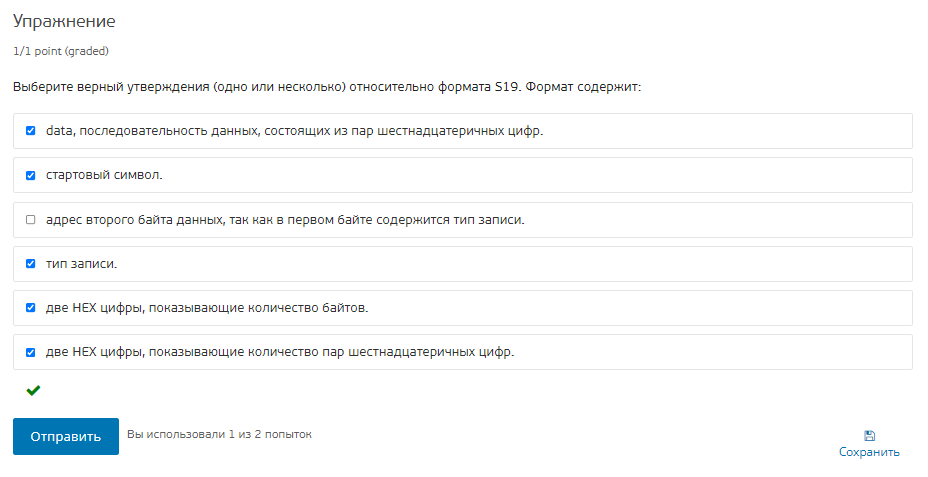 Упражнение
1/1 point (graded)
Выберите верный утверждения (одно или несколько) относительно формата S19. Формат содержит:
data, последовательность данных, состоящих из пар шестнадцатеричных цифр.
стартовый символ.
адрес второго байта данных, так как в первом байте содержится тип записи.
тип записи.
две HEX цифры, показывающие количество байтов.
две HEX цифры, показывающие количество пар шестнадцатеричных цифр.
Отправить Вы использовали 1 из 2 попыток
Сохранить